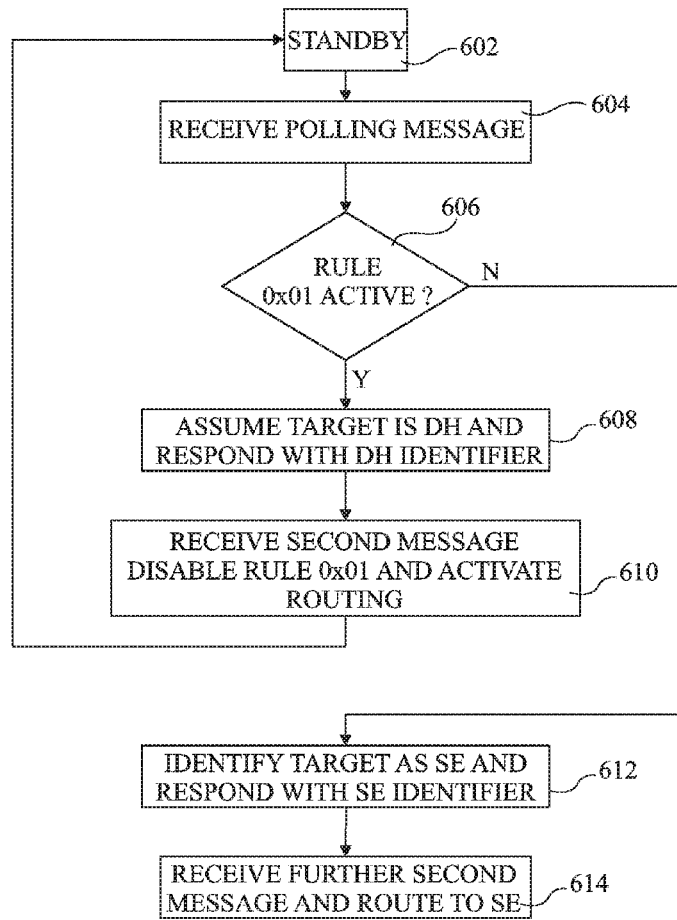 STANDBY
602
RECEIVE POLLING MESSAGE
604
606
RULE
0x01 ACTIVE ?
N
Y
ASSUME TARGET IS DH AND
RESPOND WITH DH IDENTIFIER
608
RECEIVE SECOND MESSAGE
DISABLE RULE 0x01 AND ACTIVATE
ROUTING
610
IDENTIFY TARGET AS SE AND
RESPOND WITH SE IDENTIFIER
612
RECEIVE FURTHER SECOND
MESSAGE AND ROUTE TO SE
614